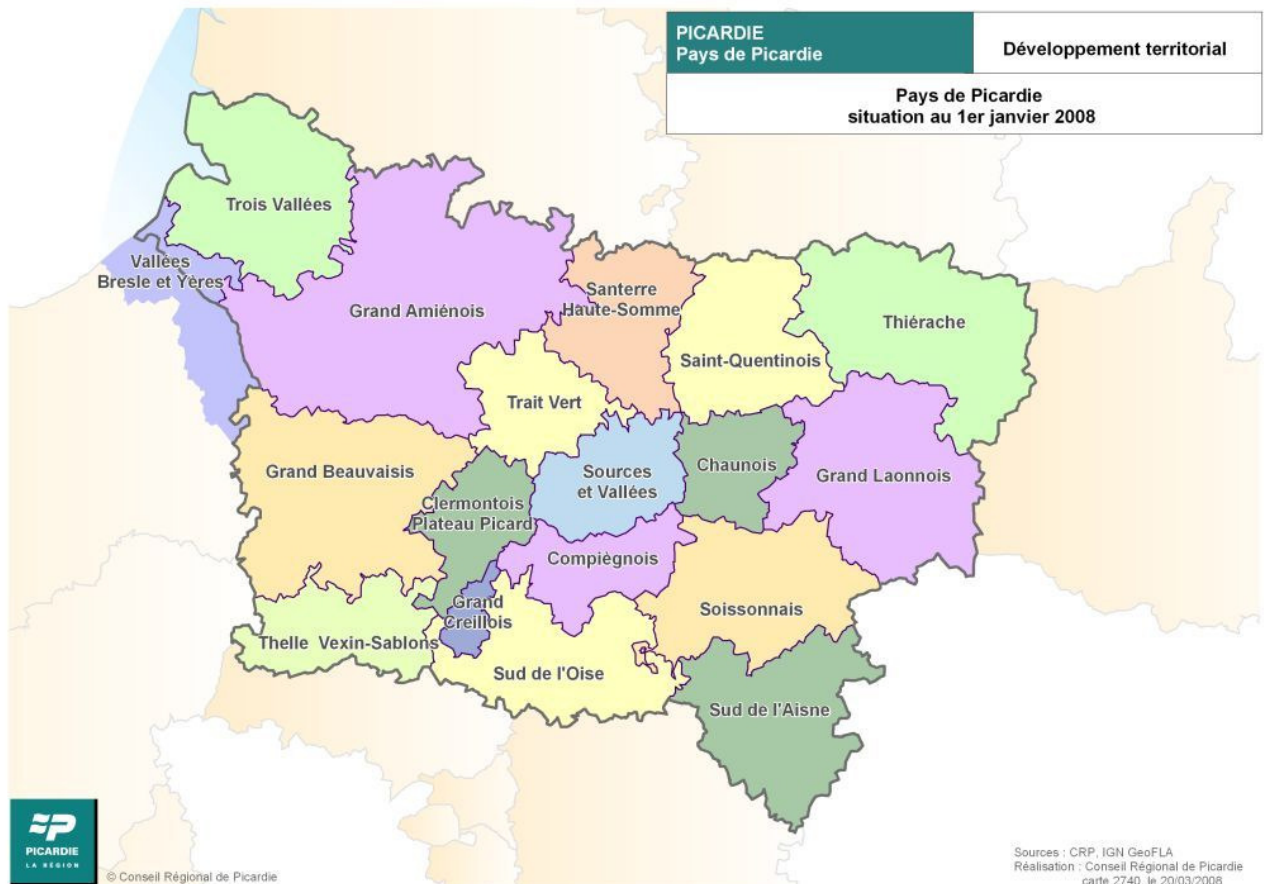 PICARDIE
Pays de Picardie
Développement territorial
Pays de Picardie
situation au 1er janvier 2008
Trois Vallées
Vallées
Bresle et Yères
Grand Amiénois
Santerre
Haute-Somme
Saint-Quentinois
Thiérache
Trait Vert
Grand Beauvaisis
Clermontois
Plateau Picard
Sources
et Vallées
Chaunois
Grand Laonnois
Compiègnois
Grand
Creillois
Soissonnais
Thelle Vexin-Sablons
Sud de l'Oise
Sud de l'Aisne
PICARDIE
LA RÉGION
© Conseil Régional de Picardie
Sources : CRP, IGN GeoFLA
Réalisation : Conseil Régional de Picardie
carte 2740, le 20/03/2008